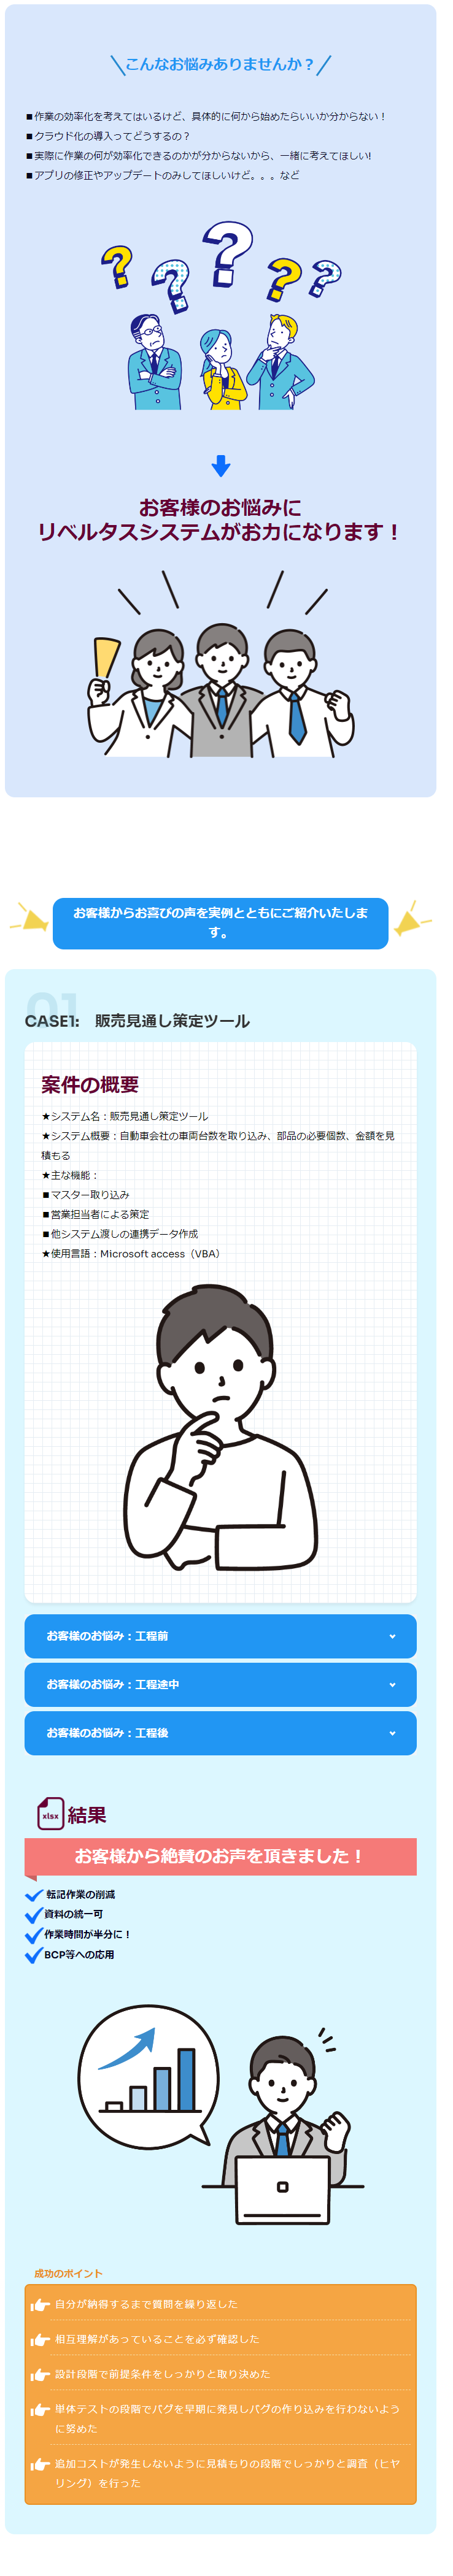 こんなお悩みありませんか？
■作業の効率化を考えてはいるけど、具体的に何から始めたらいいか分からない！
■クラウド化の導入ってどうするの？
■実際に作業の何が効率化できるのかが分からないから、一緒に考えてほしい!
■アプリの修正やアップデートのみしてほしいけど。。。など
? ? ? ? ?
お客様のお悩みに
リベルタスシステムがお力になります！
お客様からお喜びの声を実例とともにご紹介いたしま
す。
01
CASE1:　販売見通し策定ツール
案件の概要
★システム名：販売見通し策定ツール
★システム概要：自動車会社の車両台数を取り込み、部品の必要個数、金額を見
積もる
★主な機能：
■マスター取り込み
■営業担当者による策定
■他システム渡しの連携データ作成
★使用言語：Microsoft access（VBA）
お客様のお悩み：工程前
お客様のお悩み：工程途中
お客様のお悩み：工程後
xlsx 結果
お客様から絶賛のお声を頂きました！
転記作業の削減
資料の統一可
作業時間が半分に！
BCP等への応用
成功のポイント
自分が納得するまで質問を繰り返した
相互理解があっていることを必ず確認した
設計段階で前提条件をしっかりと取り決めた
単体テストの段階でバグを早期に発見しバグの作り込みを行わないよう
に努めた
追加コストが発生しないように見積もりの段階でしっかりと調査（ヒヤ
リング）を行った